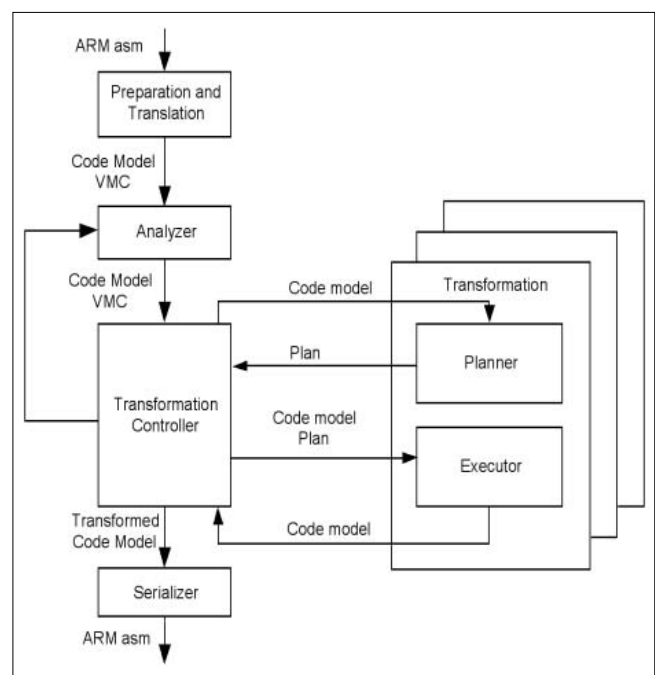 ARM asm
Preparation and
Translation
Code Model
VMC
Analyzer
Code Model
VMC
Code model
Transformation
Plan
Planner
Transformation
Controller
Code model
Plan
Executor
Transformed
Code Model
Code model
Serializer
ARM asm